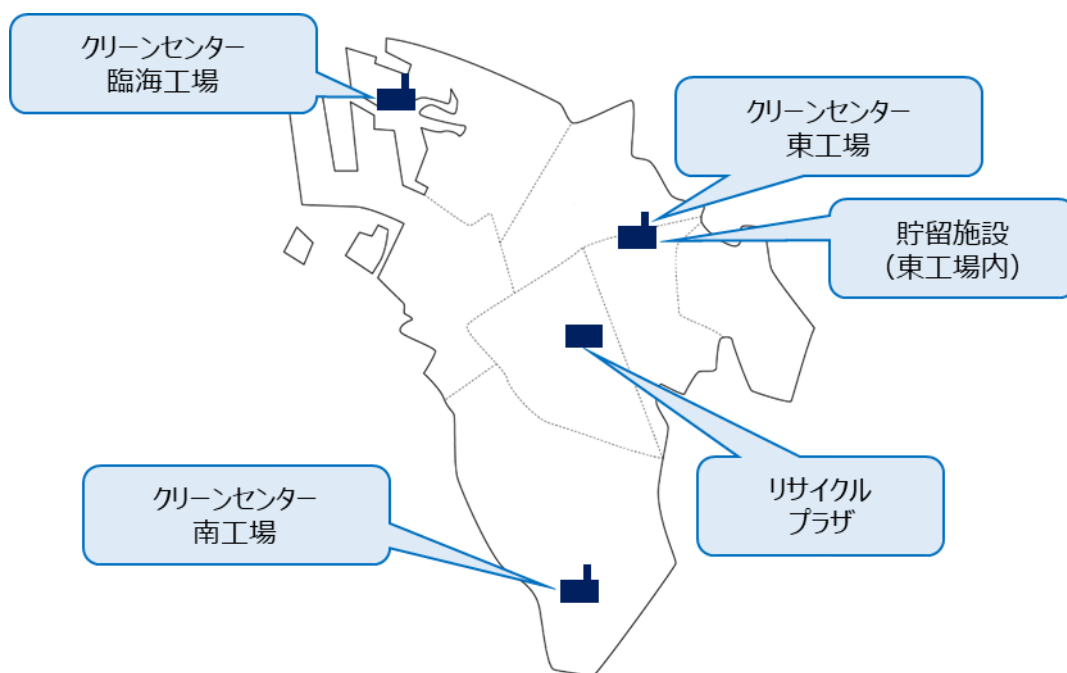 クリーンセンター
臨海工場
クリーンセンター
東工場
貯留施設
（東工場内）
リサイクル
プラザ
クリーンセンター
南工場